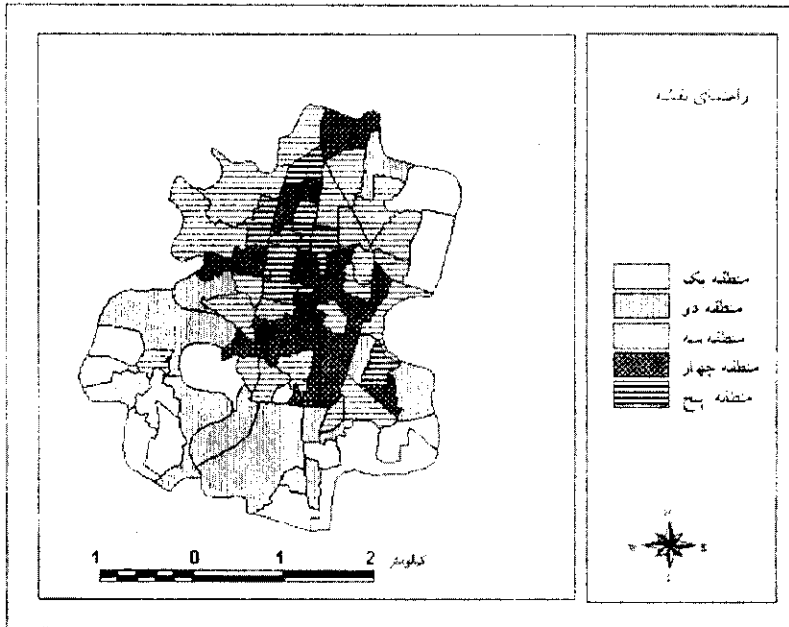 راهنمای نقشه
منطقه یک
منطقه دو
منطقه سه
منطقه چهار
منطقه پنج
1 0 1 2 کیلومتر